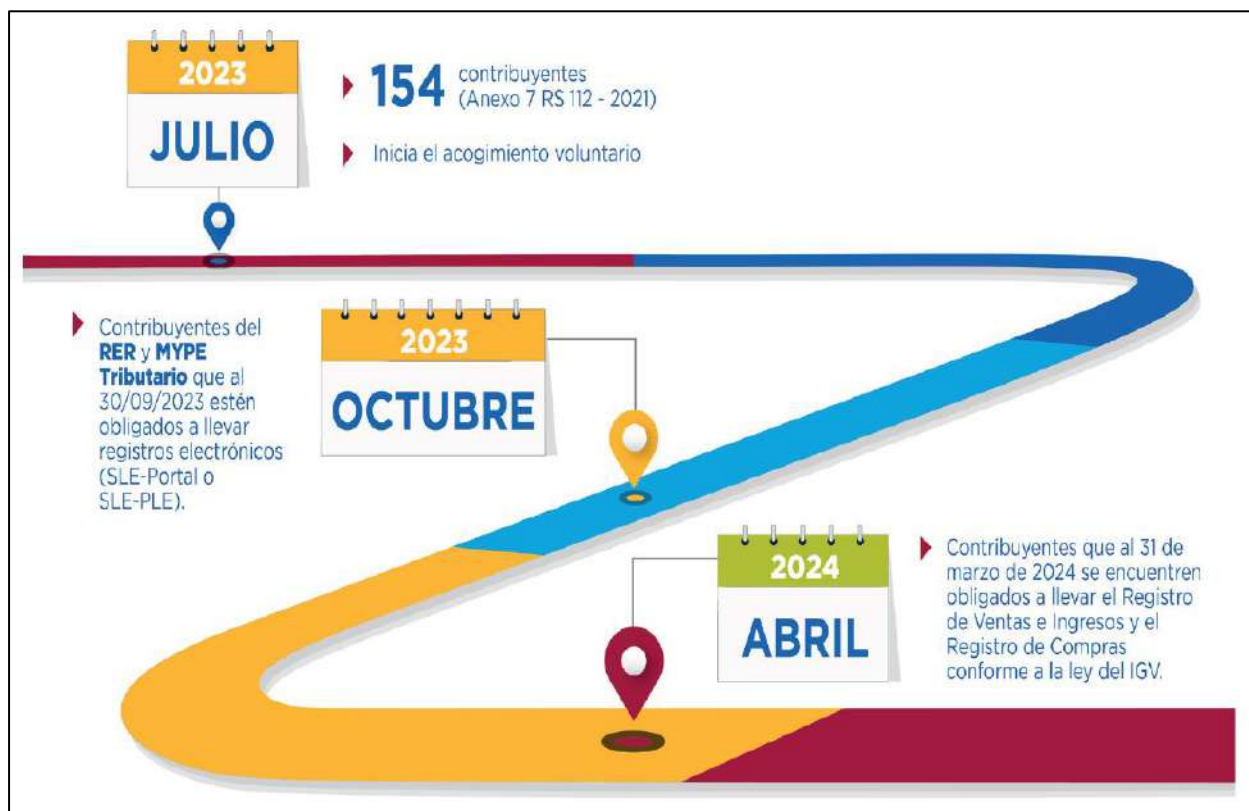 2023
JULIO
154 contribuyentes
(Anexo 7 RS 112 - 2021)
Inicia el acogimiento voluntario
Contribuyentes del
RER y MYPE
Tributario que al
30/09/2023 estén
obligados a llevar
registros electrónicos
(SLE-Portal o
SLE-PLE).
2023
OCTUBRE
2024
ABRIL
Contribuyentes que al 31 de
marzo de 2024 se encuentren
obligados a llevar el Registro
de Ventas e Ingresos y el
Registro de Compras
conforme a la ley del IGV.